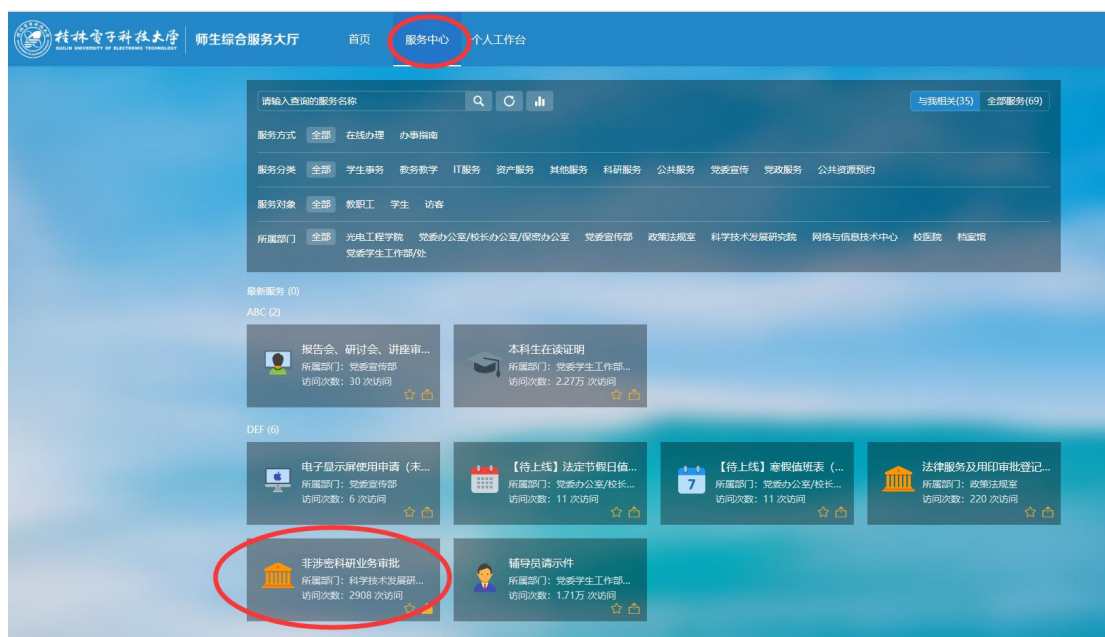 桂林电子科技大学 师生综合服务大厅 首页 服务中心 个人工作台
GUILIN UNIVERSITY OF ELECTRONIC TECHNOLOGY
请输入查询的服务名称 与我相关(35) 全部服务(69)
服务方式 全部 在线办理 办事指南
服务分类 全部 学生事务 教务教学 IT服务 资产服务 其他服务 科研服务 公共服务 党委宣传 党政服务 公共资源预约
服务对象 全部 教职工 学生 访客
所属部门 全部 光电工程学院 党委办公室/校长办公室/保密办公室 党委宣传部 政策法规室 科学技术发展研究院 网络与信息技术中心 校医院 档案馆
党委学生工作部/处
最新服务 (0)
ABC (2)
报告会、研讨会、讲座审...
所属部门：党委宣传部
访问次数：30 次访问
本科生在读证明
所属部门：党委学生工作部...
访问次数：2.27万 次访问
DEF (6)
电子显示屏使用申请（未...
所属部门：党委宣传部
访问次数：6 次访问
【待上线】法定节假日值...
所属部门：党委办公室/校长...
访问次数：11 次访问
7
【待上线】寒假值班表（...
所属部门：党委办公室/校长...
访问次数：11 次访问
法律服务及用印审批登记...
所属部门：政策法规室
访问次数：220 次访问
非涉密科研业务审批
所属部门：科学技术发展研...
访问次数：2908 次访问
辅导员请示件
所属部门：党委学生工作部...
访问次数：1.71万 次访问